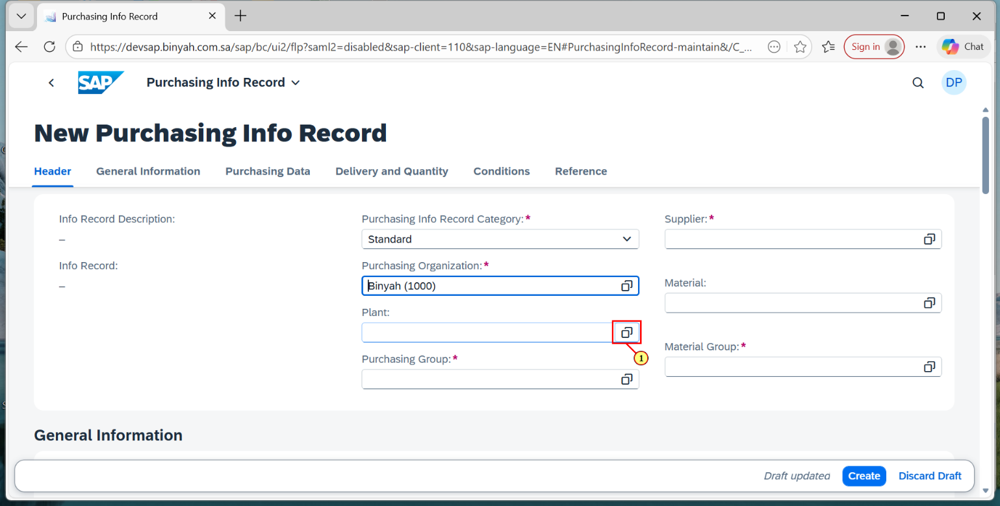 Purchasing Info Record
https://devsap.binyah.com.sa/sap/bc/ui2/flp?saml2=disabled&sap-client=110&sap-language=EN#PurchasingInfoRecord-maintain&/C_...
Sign in
Chat
SAP
Purchasing Info Record
DP
New Purchasing Info Record
Header
General Information
Purchasing Data
Delivery and Quantity
Conditions
Reference
Info Record Description:
–
Info Record:
–
Purchasing Info Record Category:*
Standard
Purchasing Organization:*
Binyah (1000)
Plant:
1
Purchasing Group:*
Supplier:*
Material:
Material Group:*
General Information
Draft updated
Create
Discard Draft